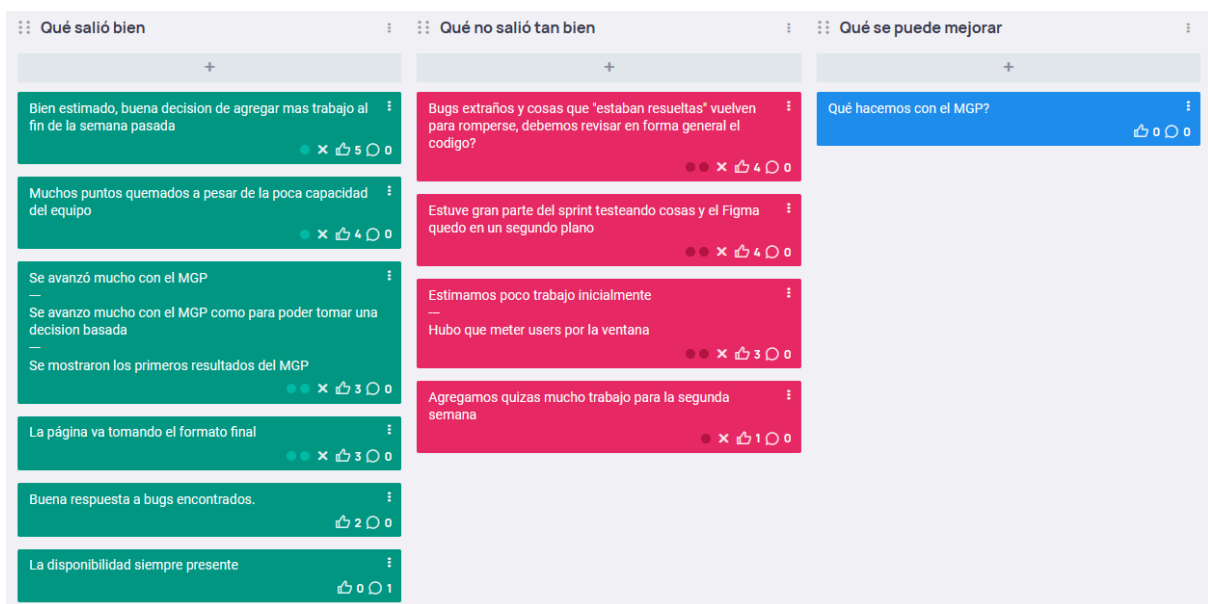 Qué salió bien
+
Bien estimado, buena decision de agregar mas trabajo al
fin de la semana pasada
5 0
Muchos puntos quemados a pesar de la poca capacidad
del equipo
4 0
Se avanzó mucho con el MGP
—
Se avanzo mucho con el MGP como para poder tomar una
decision basada
—
Se mostraron los primeros resultados del MGP
3 0
La página va tomando el formato final
3 0
Buena respuesta a bugs encontrados.
2 0
La disponibilidad siempre presente
0 1
Qué no salió tan bien
+
Bugs extraños y cosas que "estaban resueltas" vuelven
para romperse, debemos revisar en forma general el
codigo?
4 0
Estuve gran parte del sprint testeando cosas y el Figma
quedo en un segundo plano
4 0
Estimamos poco trabajo inicialmente
—
Hubo que meter users por la ventana
3 0
Agregamos quizas mucho trabajo para la segunda
semana
1 0
Qué se puede mejorar
+
Qué hacemos con el MGP?
0 0